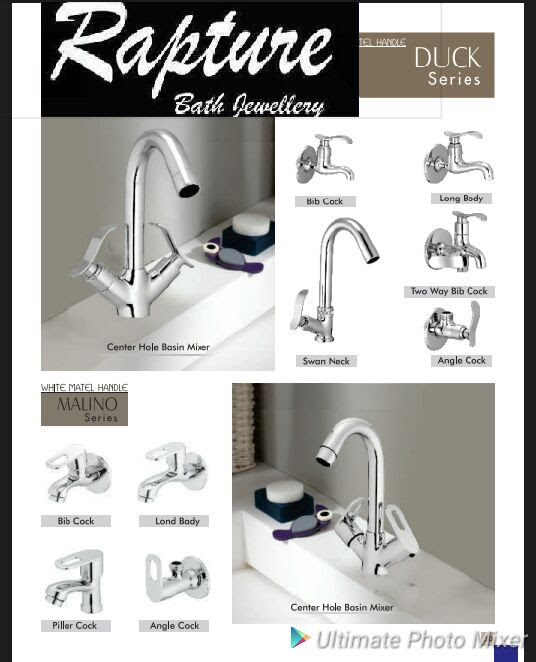 Rapture
Bath Jewellery
TEL HANDLE
DUCK
Series
Bib Cock
Long Body
Two Way Bib Cock
Center Hole Basin Mixer
Swan Neck
Angle Cock
WHITE MATEL HANDLE
MALINO
Series
Bib Cock
Lond Body
Piller Cock
Angle Cock
Center Hole Basin Mixer
Ultimate Photo Mixer